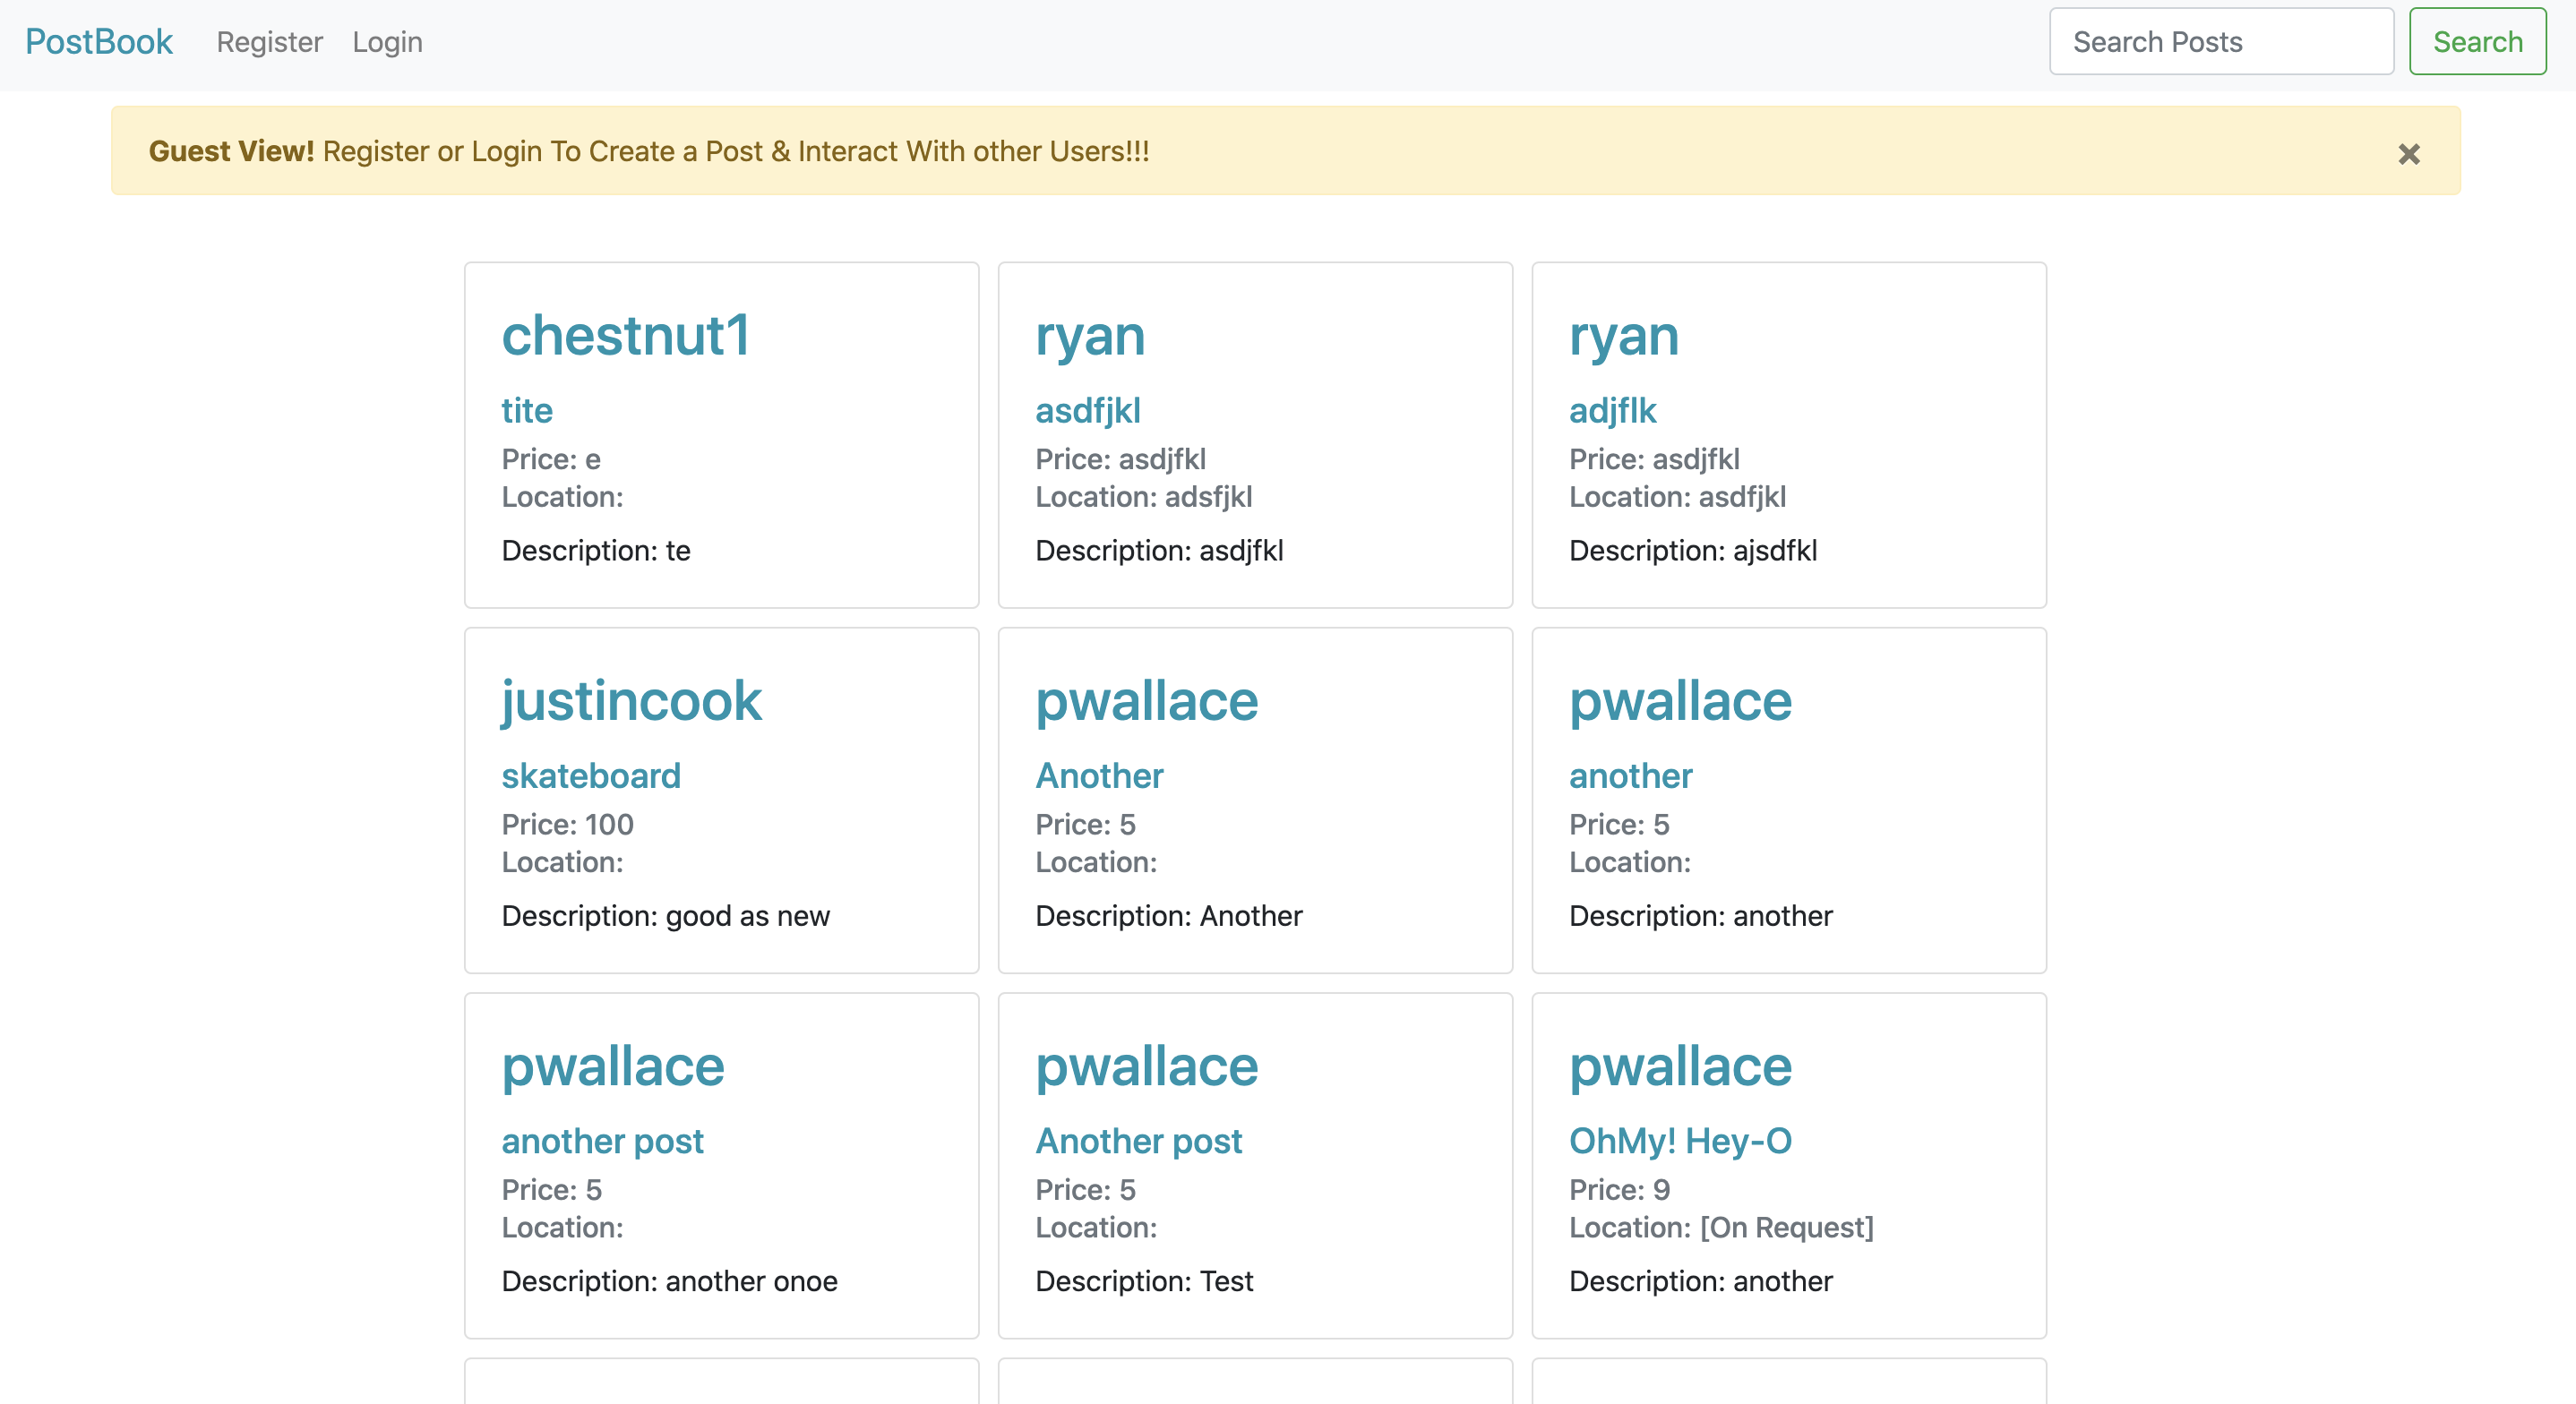 PostBook Register Login Search Posts Search
Guest View! Register or Login To Create a Post & Interact With other Users!!! ×
chestnut1
tite
Price: e
Location:
Description: te
ryan
asdfjkl
Price: asdjfkl
Location: adsfjkl
Description: asdjfkl
ryan
adjflk
Price: asdjfkl
Location: asdfjkl
Description: ajsdfkl
justincook
skateboard
Price: 100
Location:
Description: good as new
pwallace
Another
Price: 5
Location:
Description: Another
pwallace
another
Price: 5
Location:
Description: another
pwallace
another post
Price: 5
Location:
Description: another onoe
pwallace
Another post
Price: 5
Location:
Description: Test
pwallace
OhMy! Hey-O
Price: 9
Location: [On Request]
Description: another